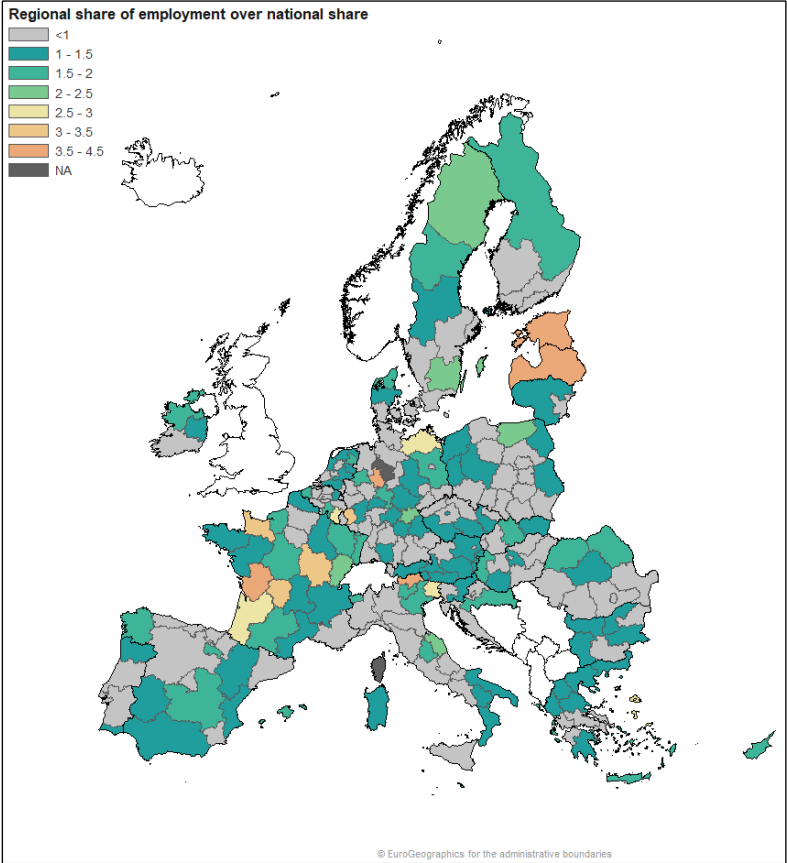 Regional share of employment over national share
<1
1 - 1.5
1.5 - 2
2 - 2.5
2.5 - 3
3 - 3.5
3.5 - 4.5
NA
© EuroGeographics for the administrative boundaries